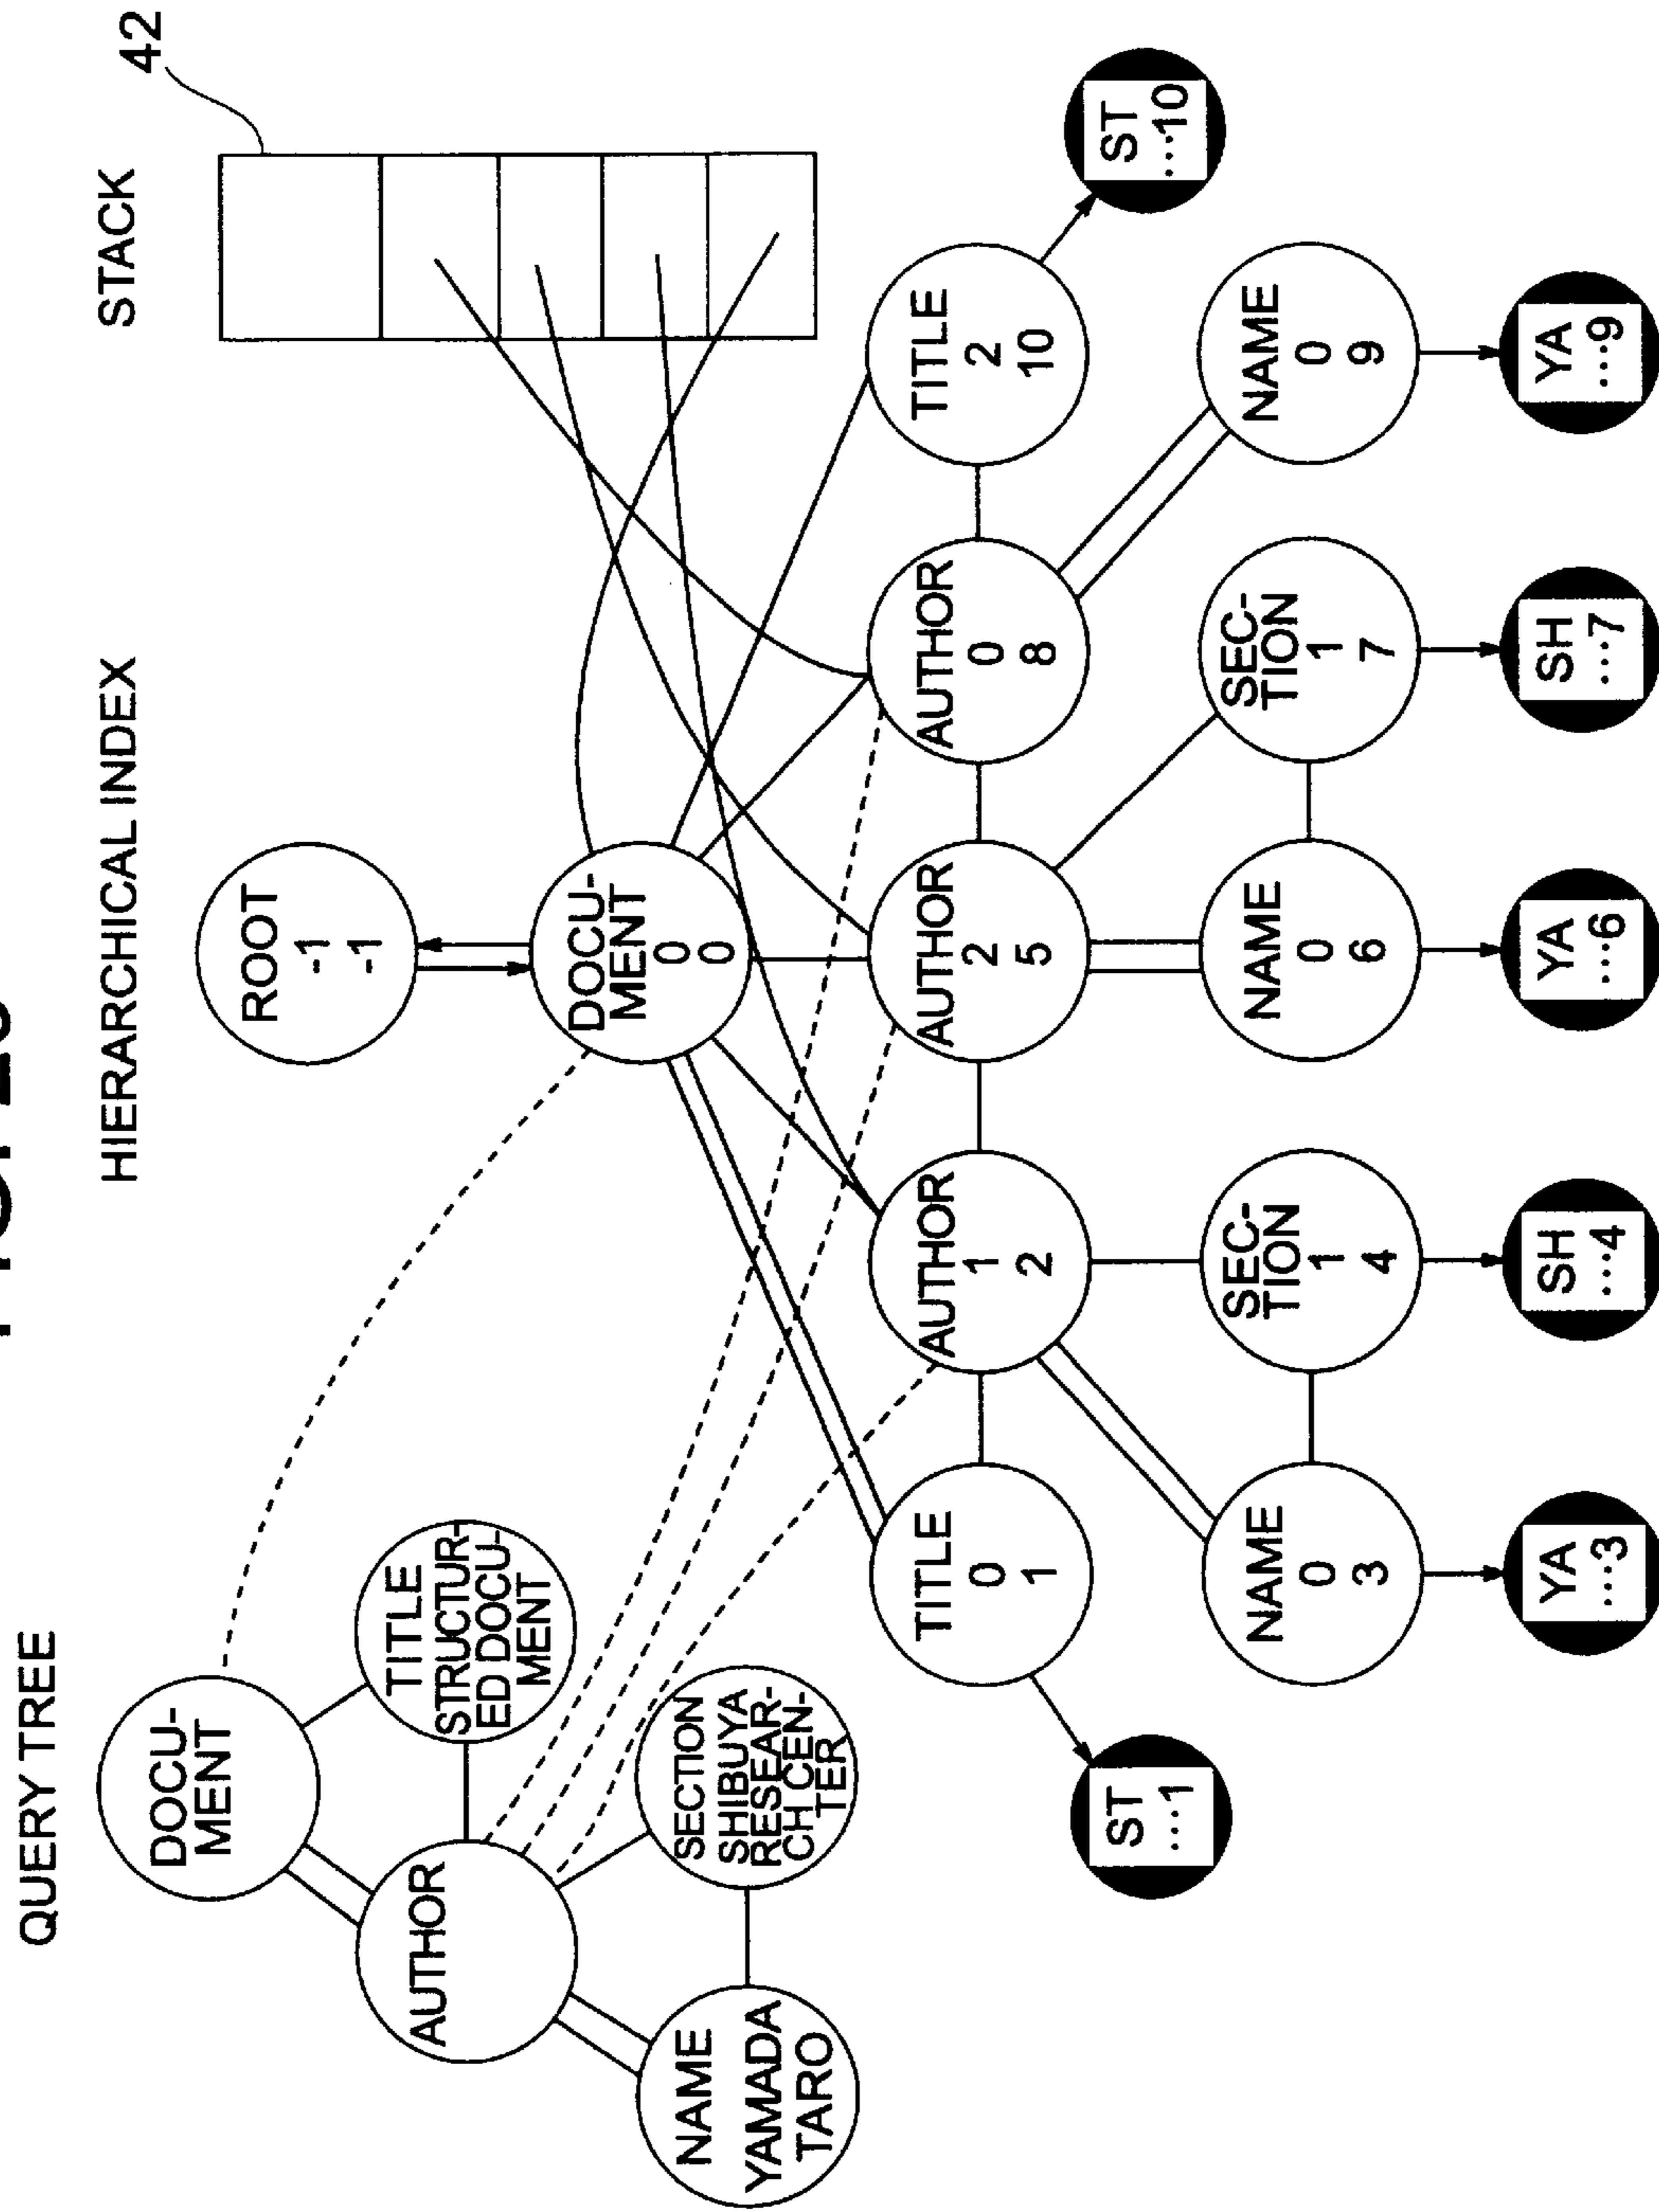 QUERY TREE
HIERARCHICAL INDEX
STACK
42
DOCU-
MENT
AUTHOR
TITLE
STRUCTUR-
ED DOCU-
MENT
NAME
YAMADA
TARO
SECTION
SHIBUYA
RESEAR-
CH CEN-
TER
ROOT
-1
-1
DOCU-
MENT
0
0
TITLE
0
1
AUTHOR
1
2
AUTHOR
2
5
AUTHOR
0
8
TITLE
2
10
ST
...1
ST
...10
NAME
0
3
SEC-
TION
1
4
NAME
0
6
SEC-
TION
1
7
NAME
0
9
YA
...3
SH
...4
YA
...6
SH
...7
YA
...9